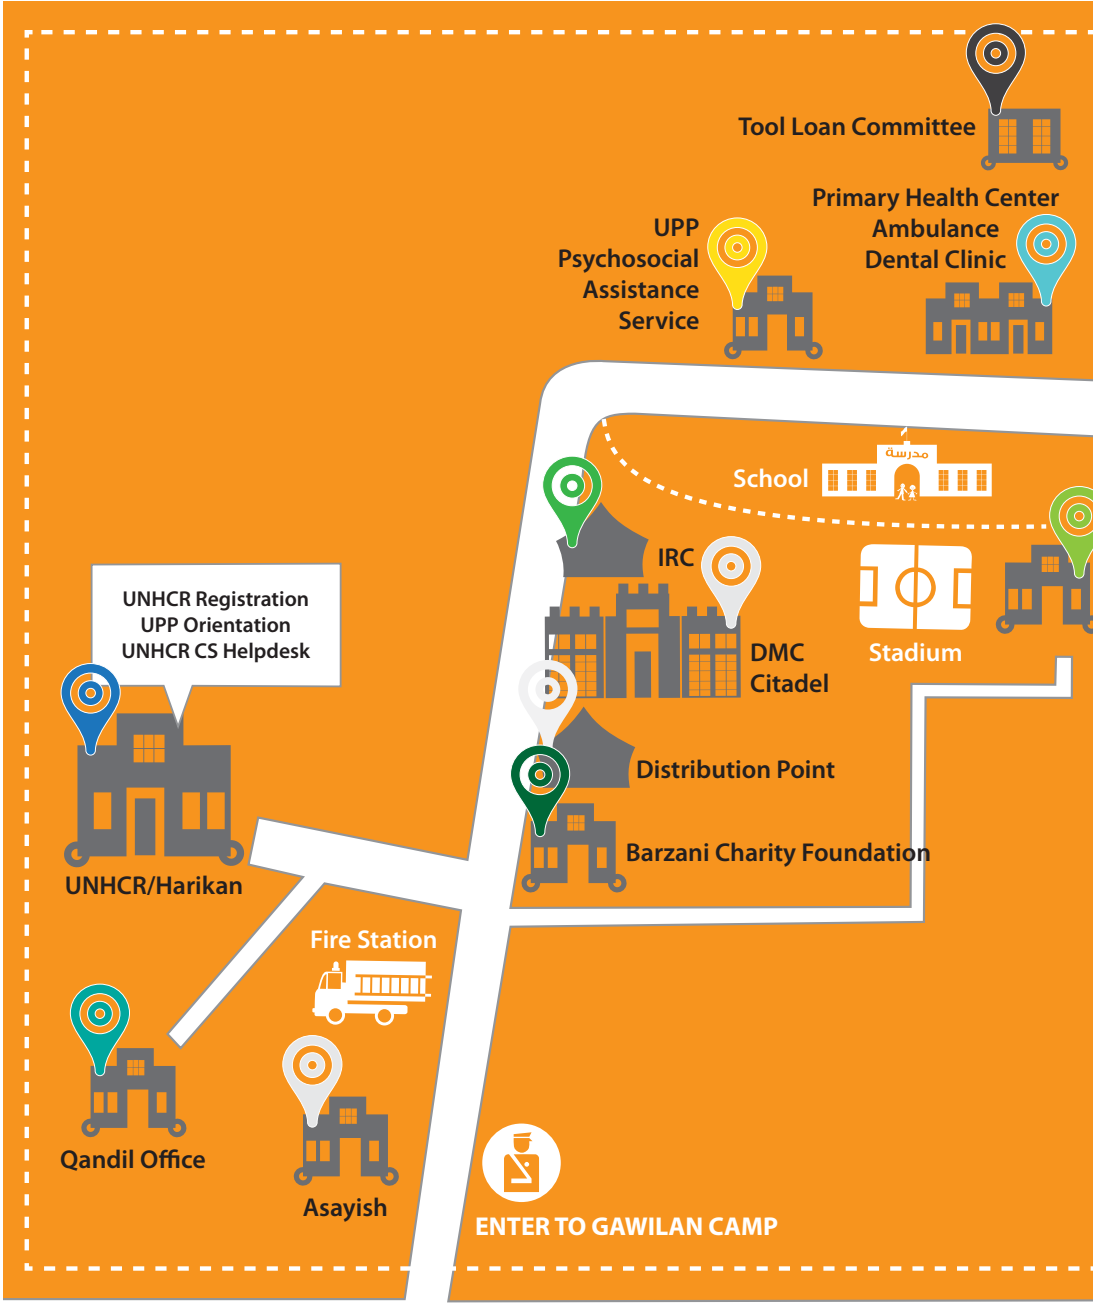 Tool Loan Committee
Primary Health Center
Ambulance
Dental Clinic
UPP
Psychosocial
Assistance
Service
مدرسة
School
IRC
UNHCR Registration
UPP Orientation
UNHCR CS Helpdesk
DMC
Citadel
Stadium
Distribution Point
Barzani Charity Foundation
UNHCR/Harikan
Fire Station
Qandil Office
Asayish
ENTER TO GAWILAN CAMP